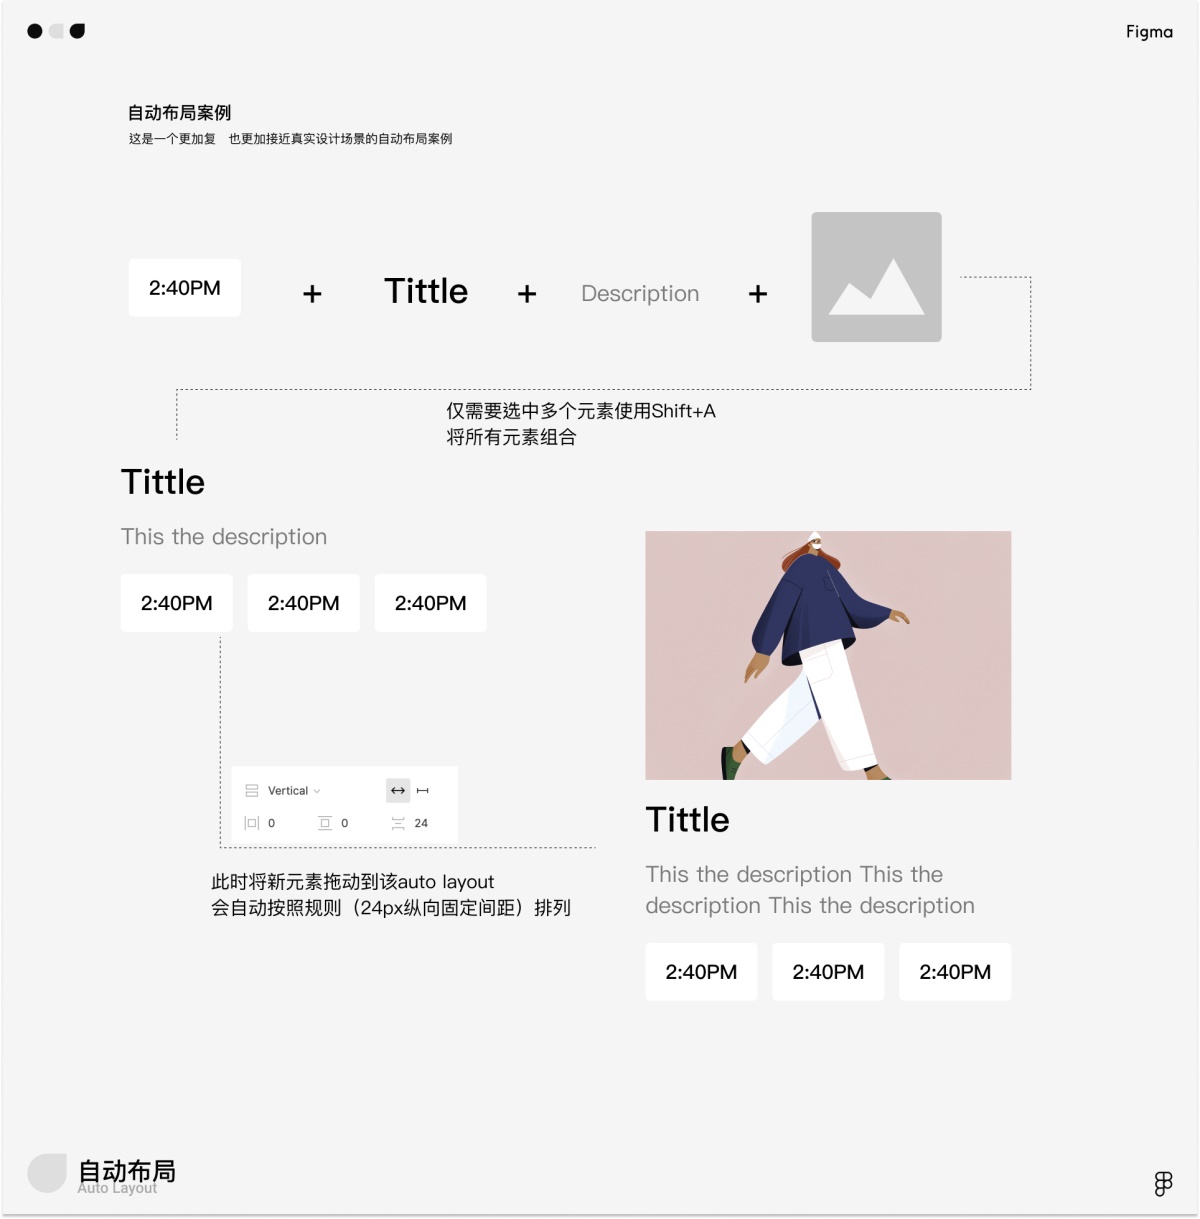 Figma
自动布局案例
这是一个更加复 也更加接近真实设计场景的自动布局案例
2:40PM + Tittle + Description +
仅需要选中多个元素使用Shift+A
将所有元素组合
Tittle
This the description
2:40PM 2:40PM 2:40PM
Vertical
0 0 24
此时将新元素拖动到该auto layout
会自动按照规则（24px纵向固定间距）排列
Tittle
This the description This the
description This the description
2:40PM 2:40PM 2:40PM
自动布局
Auto Layout